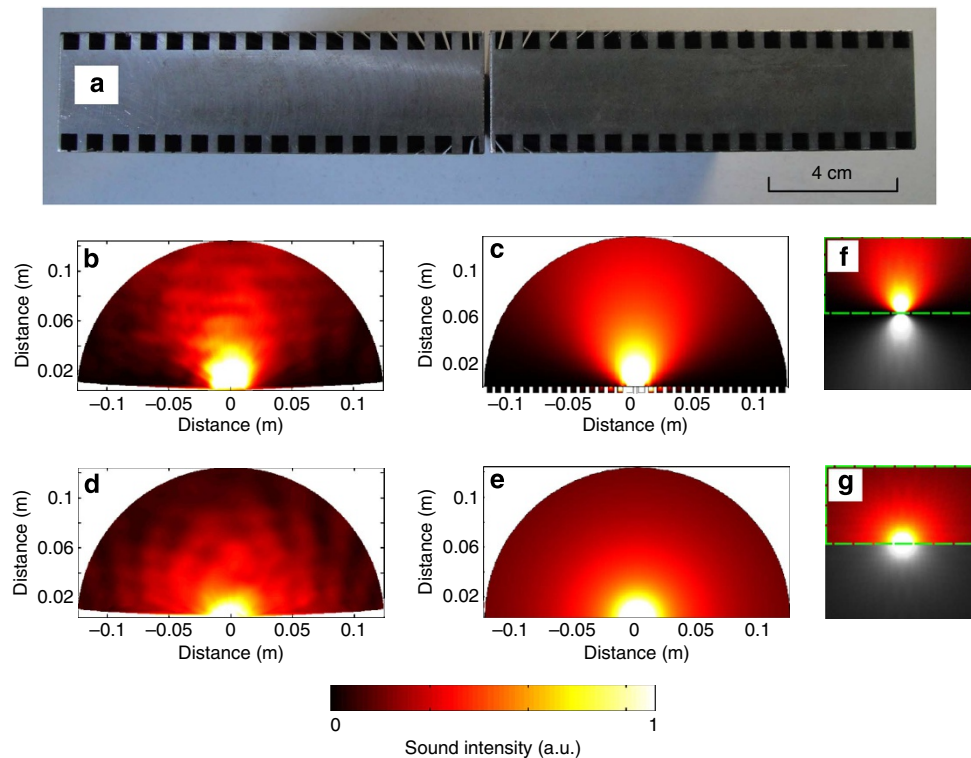 a
4 cm
b
Distance (m)
0.1
0.06
0.02
–0.1 –0.05 0 0.05 0.1
Distance (m)
c
Distance (m)
0.1
0.06
0.02
–0.1 –0.05 0 0.05 0.1
Distance (m)
f
d
Distance (m)
0.1
0.06
0.02
–0.1 –0.05 0 0.05 0.1
Distance (m)
e
Distance (m)
0.1
0.06
0.02
–0.1 –0.05 0 0.05 0.1
Distance (m)
g
0 1
Sound intensity (a.u.)